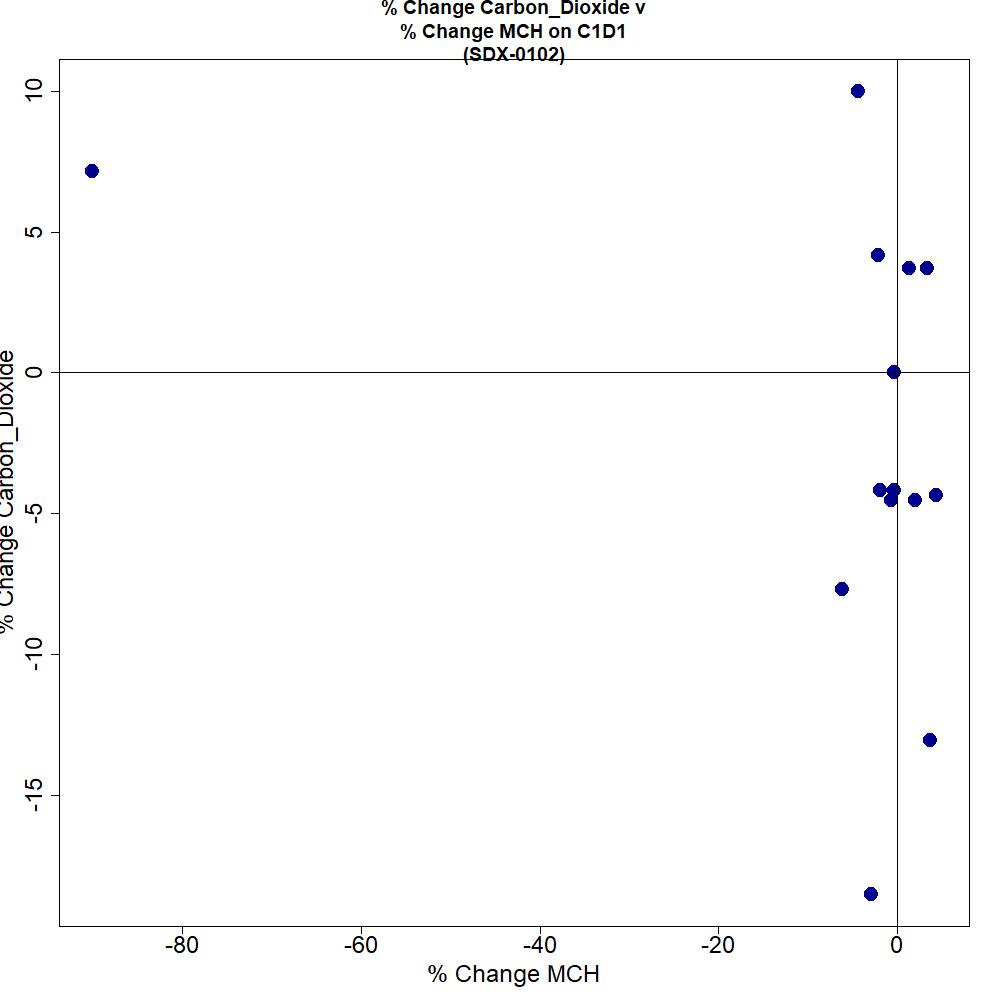 % Change Carbon_Dioxide v
% Change MCH on C1D1
(SDX-0102)
% Change Carbon_Dioxide
10
5
0
-5
-10
-15
-80
-60
-40
-20
0
% Change MCH